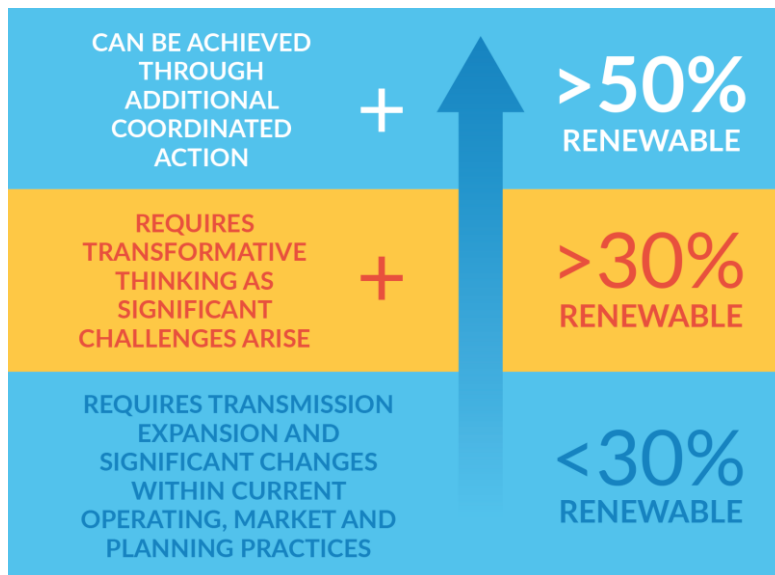 CAN BE ACHIEVED
THROUGH
ADDITIONAL
COORDINATED
ACTION
+
>50%
RENEWABLE
REQUIRES
TRANSFORMATIVE
THINKING AS
SIGNIFICANT
CHALLENGES ARISE
+
>30%
RENEWABLE
REQUIRES TRANSMISSION
EXPANSION AND
SIGNIFICANT CHANGES
WITHIN CURRENT
OPERATING, MARKET AND
PLANNING PRACTICES
<30%
RENEWABLE